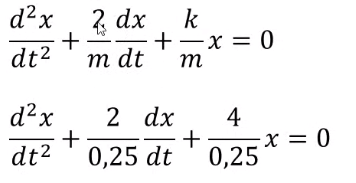 d²x/dt² + 2/m dx/dt + k/m x = 0
d²x/dt² + 2/0,25 dx/dt + 4/0,25 x = 0